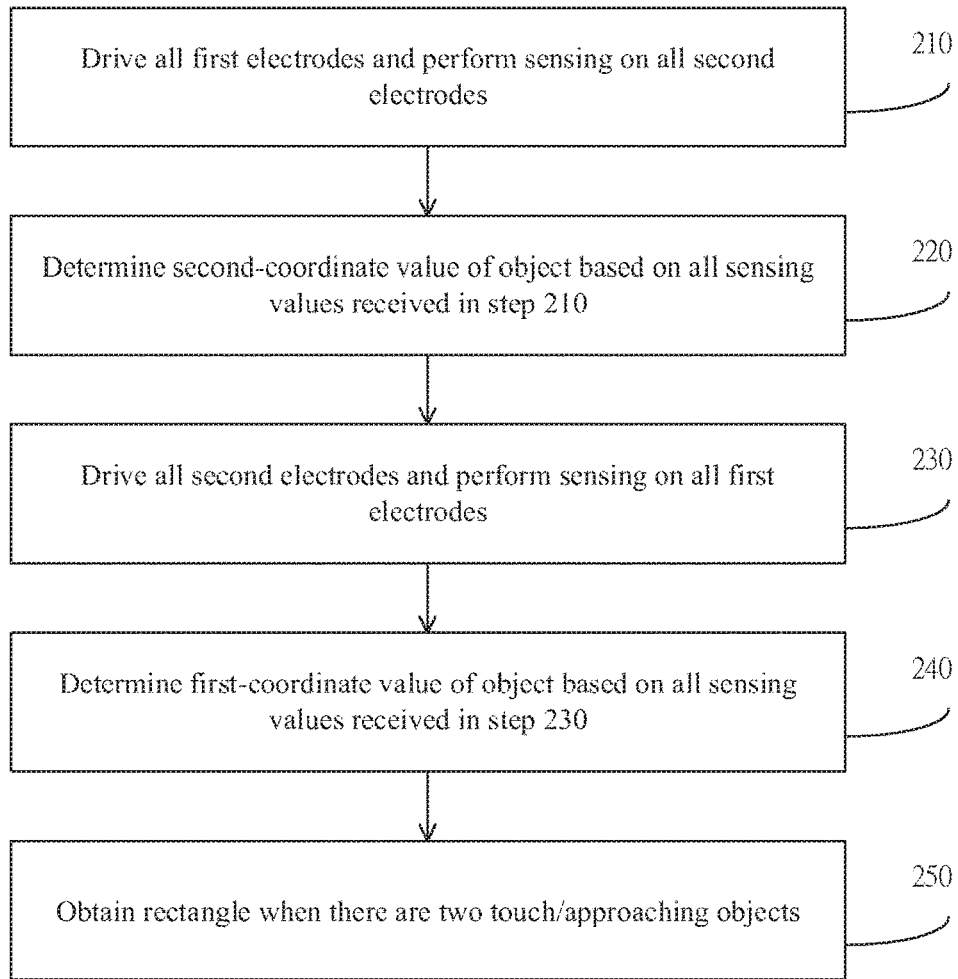 210
Drive all first electrodes and perform sensing on all second
electrodes
220
Determine second-coordinate value of object based on all sensing
values received in step 210
230
Drive all second electrodes and perform sensing on all first
electrodes
240
Determine first-coordinate value of object based on all sensing
values received in step 230
250
Obtain rectangle when there are two touch/approaching objects